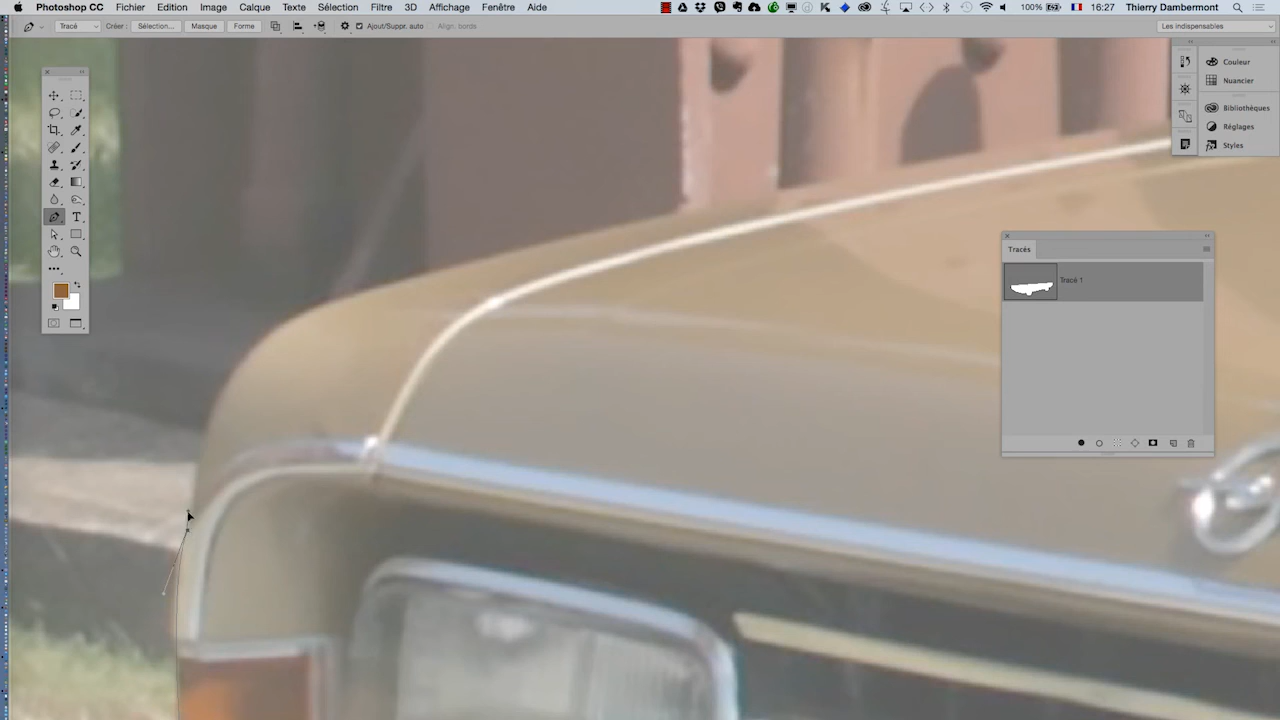 Photoshop CC Fichier Edition Image Calque Texte Sélection Filtre 3D Affichage Fenêtre Aide 100% 16:27 Thierry Dambermont
Tracé Créer : Sélection... Masque Forme Ajout/Suppr. auto Align. bords Les indispensables
Couleur
Nuancier
Bibliothèques
Réglages
Styles
Tracés
Tracé 1